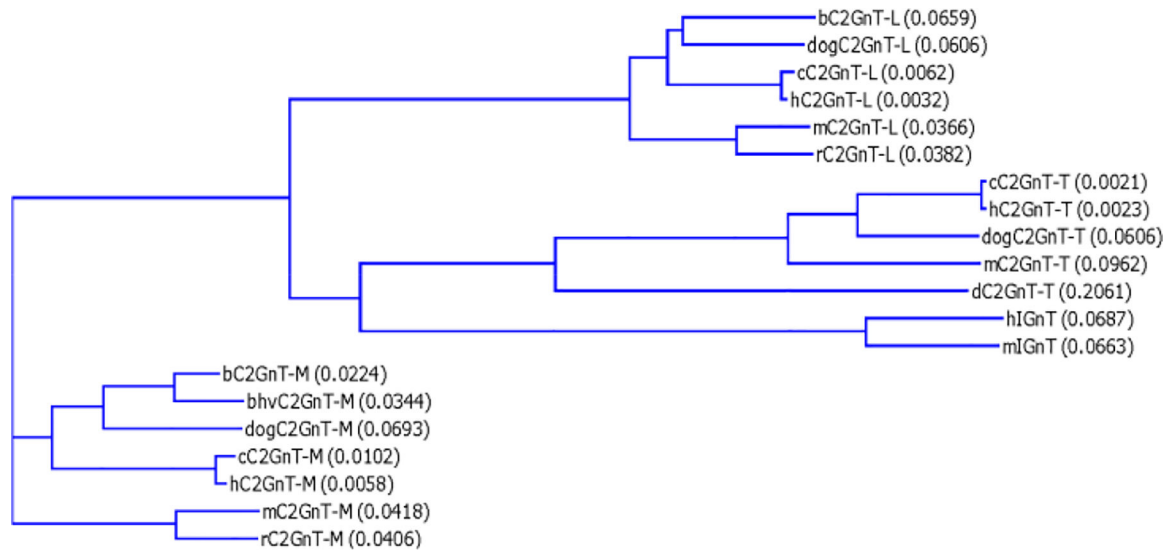 bC2GnT-L (0.0659)
dogC2GnT-L (0.0606)
cC2GnT-L (0.0062)
hC2GnT-L (0.0032)
mC2GnT-L (0.0366)
rC2GnT-L (0.0382)
cC2GnT-T (0.0021)
hC2GnT-T (0.0023)
dogC2GnT-T (0.0606)
mC2GnT-T (0.0962)
dC2GnT-T (0.2061)
hIGnT (0.0687)
mIGnT (0.0663)
bC2GnT-M (0.0224)
bhvC2GnT-M (0.0344)
dogC2GnT-M (0.0693)
cC2GnT-M (0.0102)
hC2GnT-M (0.0058)
mC2GnT-M (0.0418)
rC2GnT-M (0.0406)